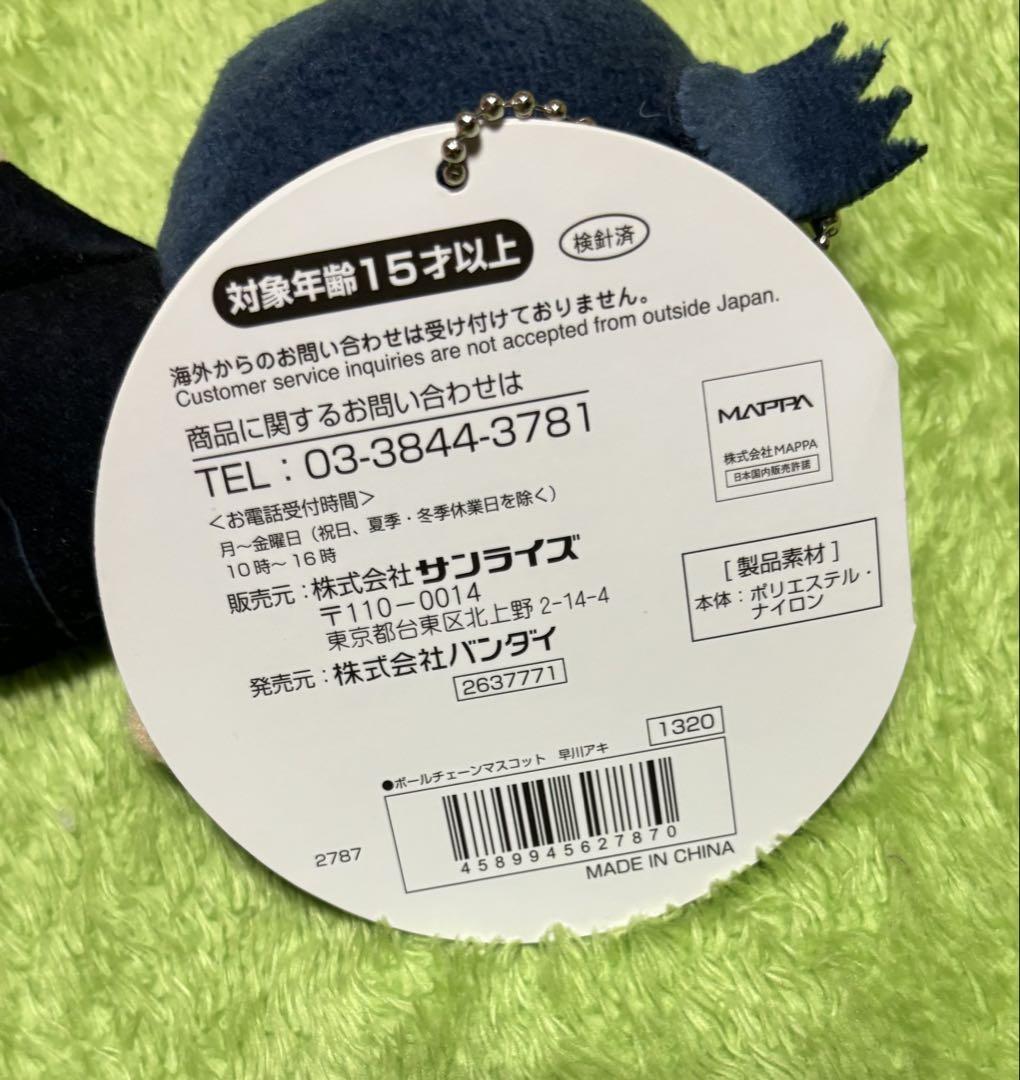 対象年齢15才以上
検針済
海外からのお問い合わせは受け付けておりません。
Customer service inquiries are not accepted from outside Japan.
商品に関するお問い合わせは
TEL：03-3844-3781
＜お電話受付時間＞
月～金曜日（祝日、夏季・冬季休業日を除く）
10時～16時
販売元：株式会社サンライズ
〒110－0014
東京都台東区北上野 2-14-4
発売元：株式会社バンダイ
2637771
MAPPA
株式会社MAPPA
日本国内販売許諾
［製品素材］
本体：ポリエステル・
ナイロン
1320
●ボールチェーンマスコット　早川アキ
4589945627870
2787
MADE IN CHINA